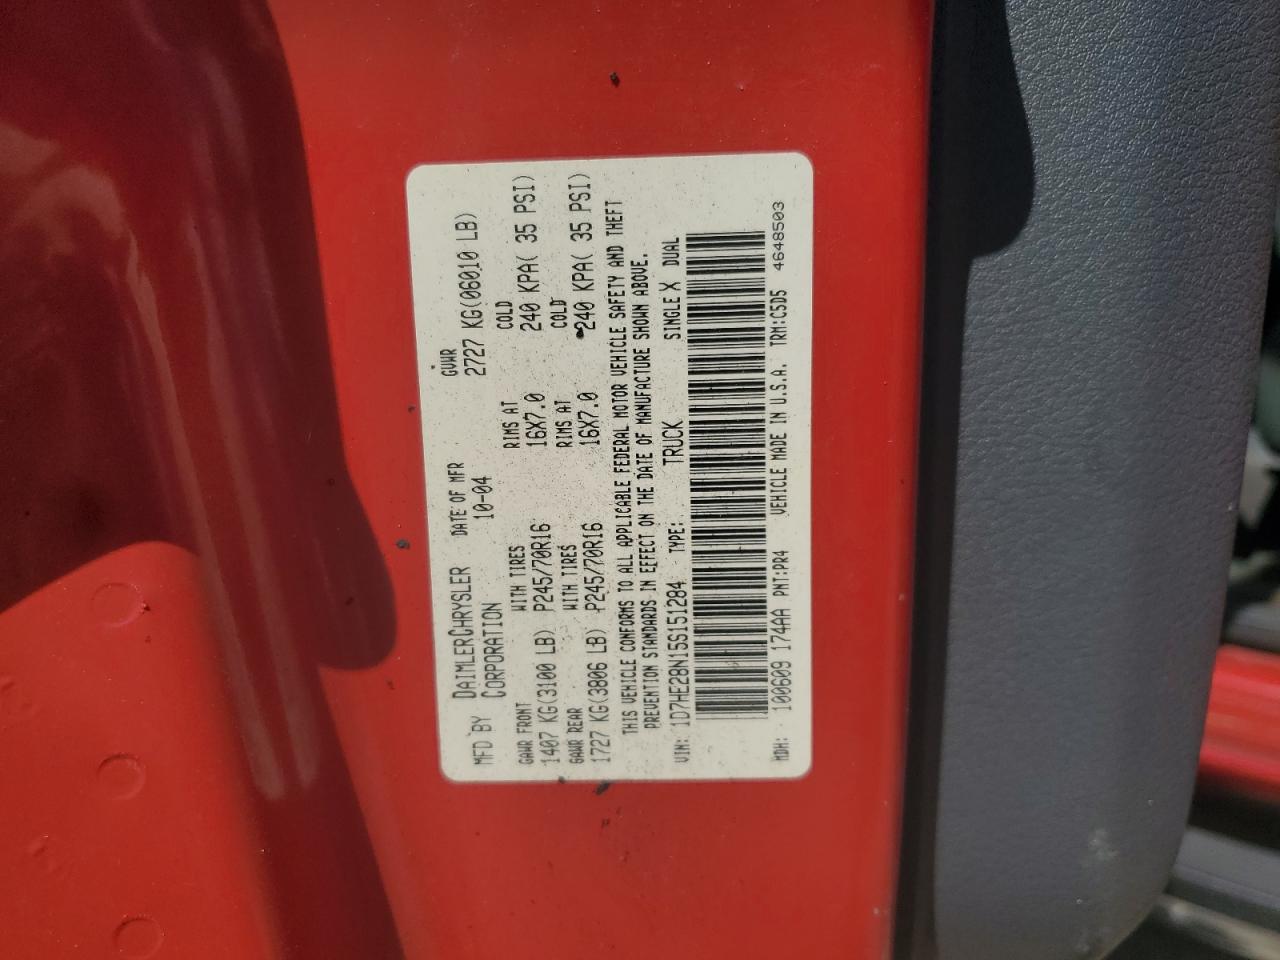 MFD BY DAIMLERCHRYSLER CORPORATION DATE OF MFR 10-04 GVWR 2727 KG(06010 LB)
GAWR FRONT WITH TIRES RIMS AT COLD
1407 KG(3100 LB) P245/70R16 16X7.0 240 KPA( 35 PSI)
GAWR REAR WITH TIRES RIMS AT COLD
1727 KG(3806 LB) P245/70R16 16X7.0 240 KPA( 35 PSI)
THIS VEHICLE CONFORMS TO ALL APPLICABLE FEDERAL MOTOR VEHICLE SAFETY AND THEFT
PREVENTION STANDARDS IN EFFECT ON THE DATE OF MANUFACTURE SHOWN ABOVE.
VIN: 1D7HE28N15S151284 TYPE: TRUCK SINGLE X DUAL
MDH: 100609 174AA PNT:PR4 VEHICLE MADE IN U.S.A. TRM:C5D5 4648503